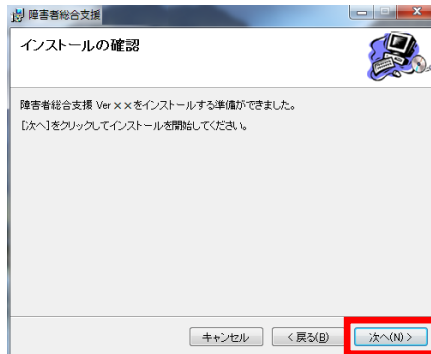 障害者総合支援
インストールの確認
障害者総合支援 Ver××をインストールする準備ができました。
[次へ]をクリックしてインストールを開始してください。
キャンセル
< 戻る(B)
次へ(N) >